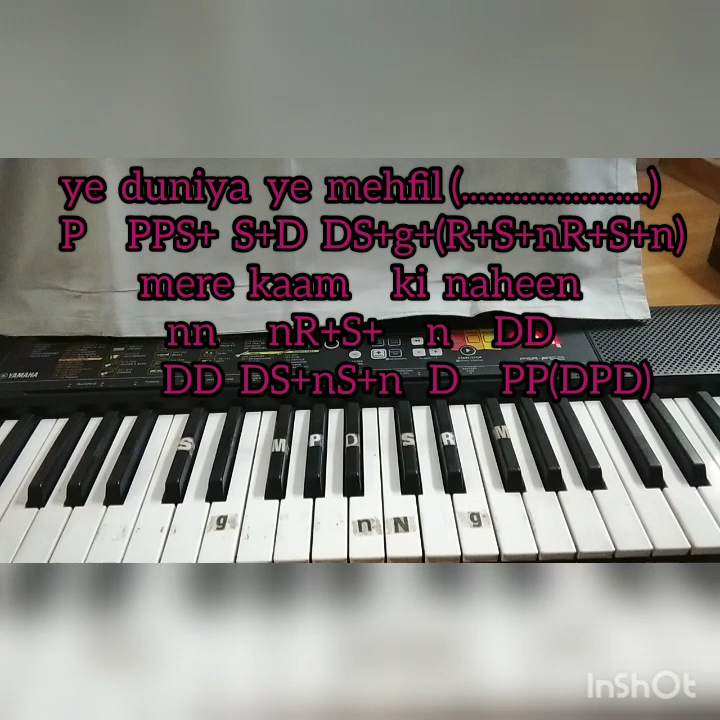 ye duniya ye mehfil (.......................)
P PPS+ S+D DS+g+(R+S+nR+S+n)
mere kaam ki naheen
nn nR+S+ n DD
DD DS+nS+n D PP(DPD)
YAMAHA
S M P D S R M
g n N g
InShOt